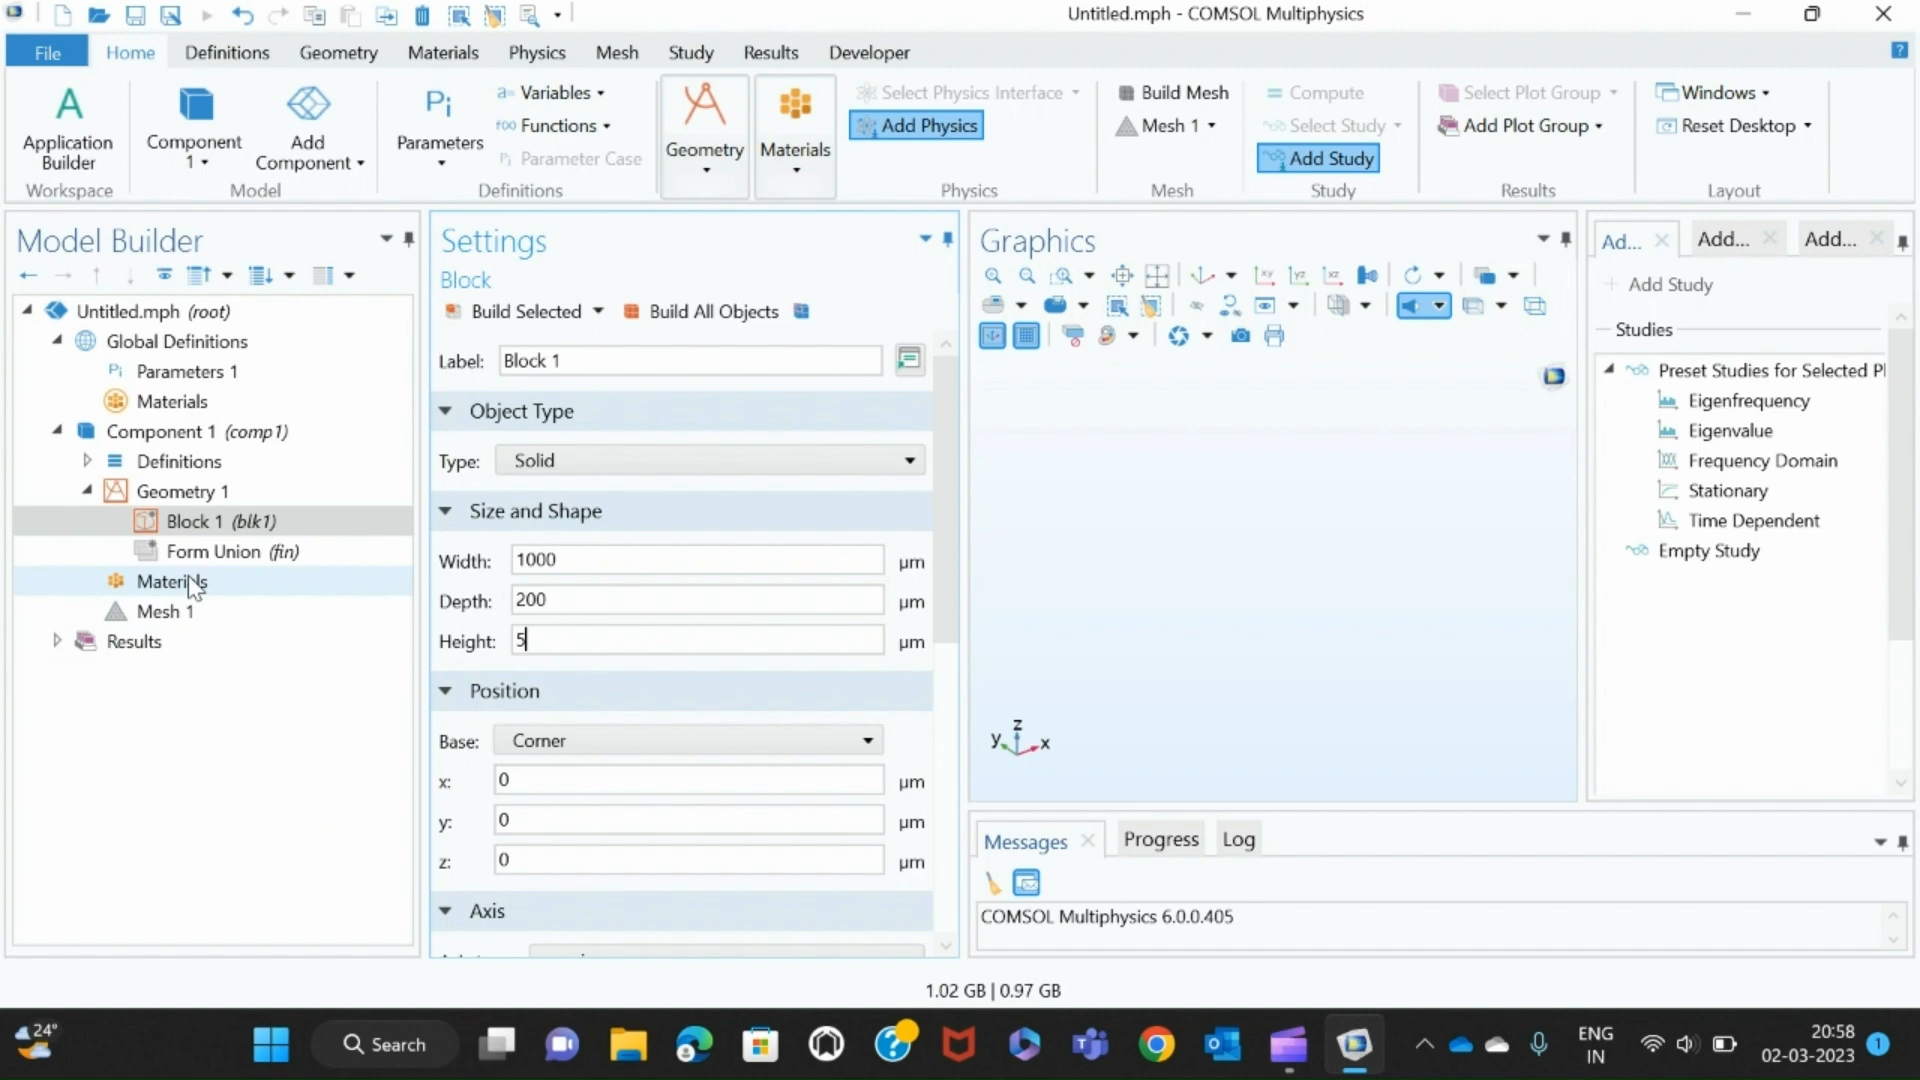 Untitled.mph - COMSOL Multiphysics
File Home Definitions Geometry Materials Physics Mesh Study Results Developer
Application Builder
Workspace
Component 1
Add Component
Model
Pi
Parameters
a= Variables
f(x) Functions
Pi Parameter Case
Definitions
Geometry
Materials
Select Physics Interface
Add Physics
Physics
Build Mesh
Mesh 1
Mesh
= Compute
Select Study
Add Study
Study
Select Plot Group
Add Plot Group
Results
Windows
Reset Desktop
Layout
Model Builder
Untitled.mph (root)
Global Definitions
Pi Parameters 1
Materials
Component 1 (comp1)
Definitions
Geometry 1
Block 1 (blk1)
Form Union (fin)
Materials
Mesh 1
Results
Settings
Block
Build Selected Build All Objects
Label: Block 1
Object Type
Type: Solid
Size and Shape
Width: 1000 µm
Depth: 200 µm
Height: 5 µm
Position
Base: Corner
x: 0 µm
y: 0 µm
z: 0 µm
Axis
Graphics
xy yz xz
z
y x
Messages Progress Log
COMSOL Multiphysics 6.0.0.405
Ad... Add... Add...
+ Add Study
Studies
Preset Studies for Selected Pl
Eigenfrequency
Eigenvalue
Frequency Domain
Stationary
Time Dependent
Empty Study
1.02 GB | 0.97 GB
24°
Search
ENG
IN
20:58
02-03-2023
1